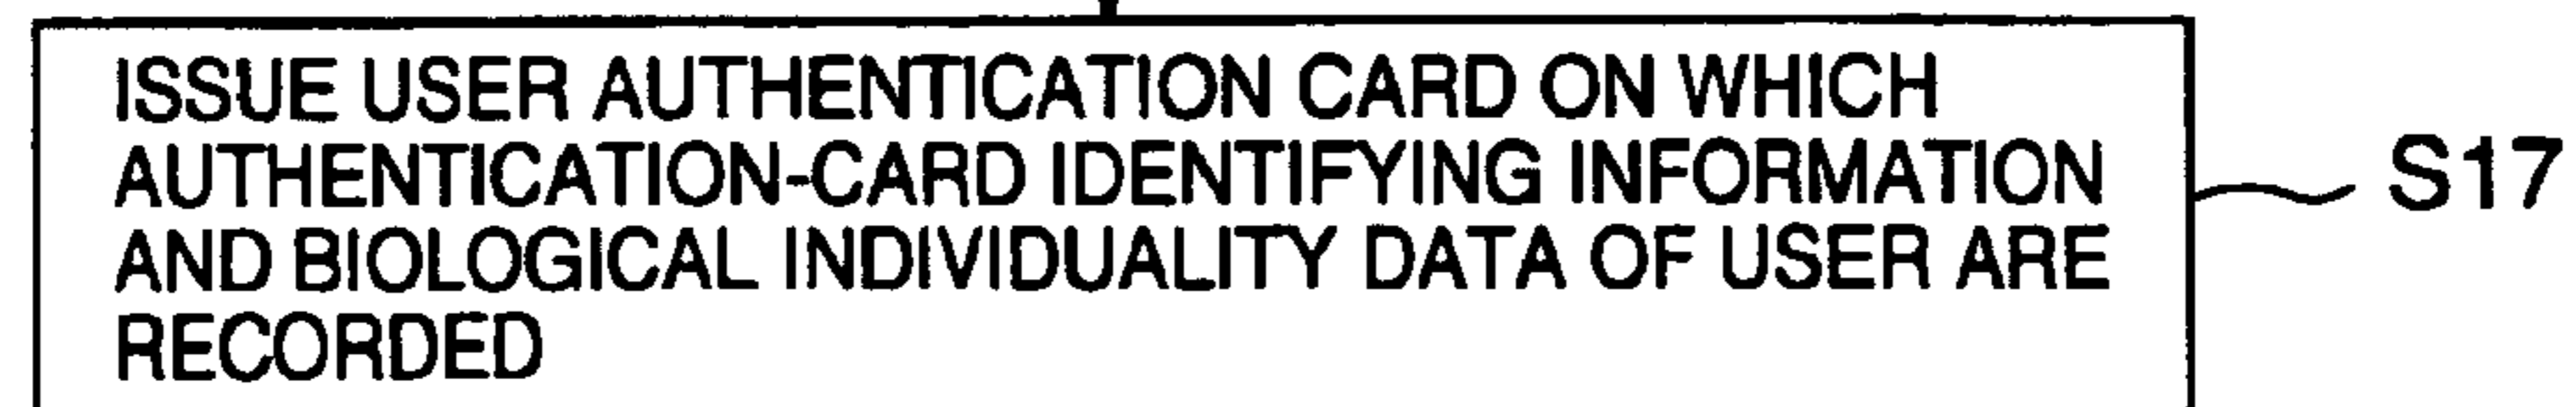 ISSUE USER AUTHENTICATION CARD ON WHICH
AUTHENTICATION-CARD IDENTIFYING INFORMATION
AND BIOLOGICAL INDIVIDUALITY DATA OF USER ARE
RECORDED
S17